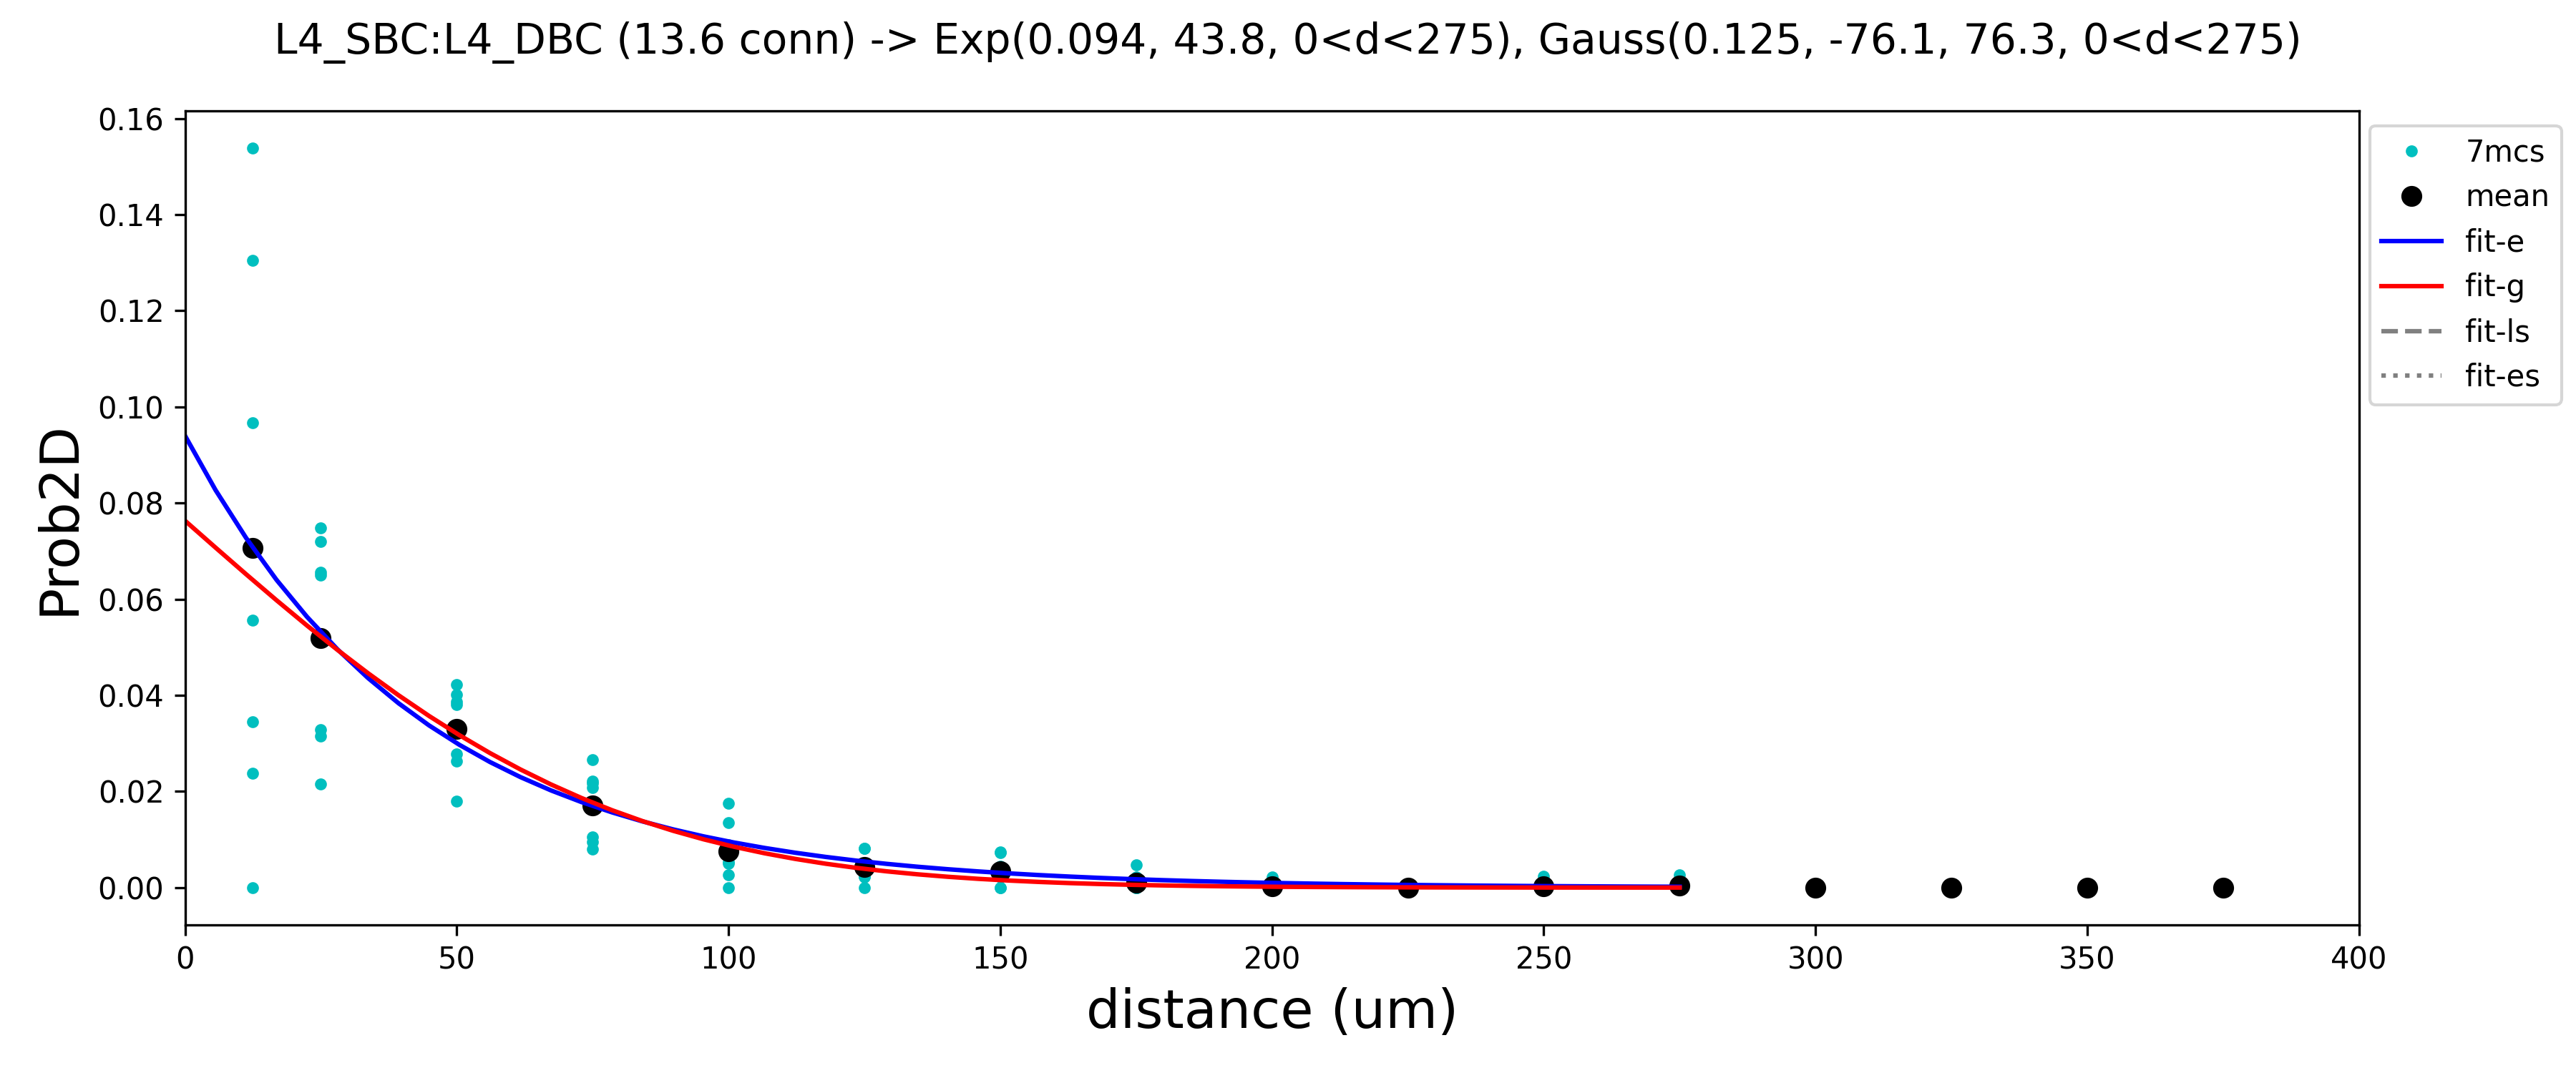 L4_SBC:L4_DBC (13.6 conn) -> Exp(0.094, 43.8, 0<d<275), Gauss(0.125, -76.1, 76.3, 0<d<275)
0.16
0.14
0.12
0.10
0.08
0.06
0.04
0.02
0.00
Prob2D
0 50 100 150 200 250 300 350 400
distance (um)
7mcs
mean
fit-e
fit-g
fit-ls
fit-es